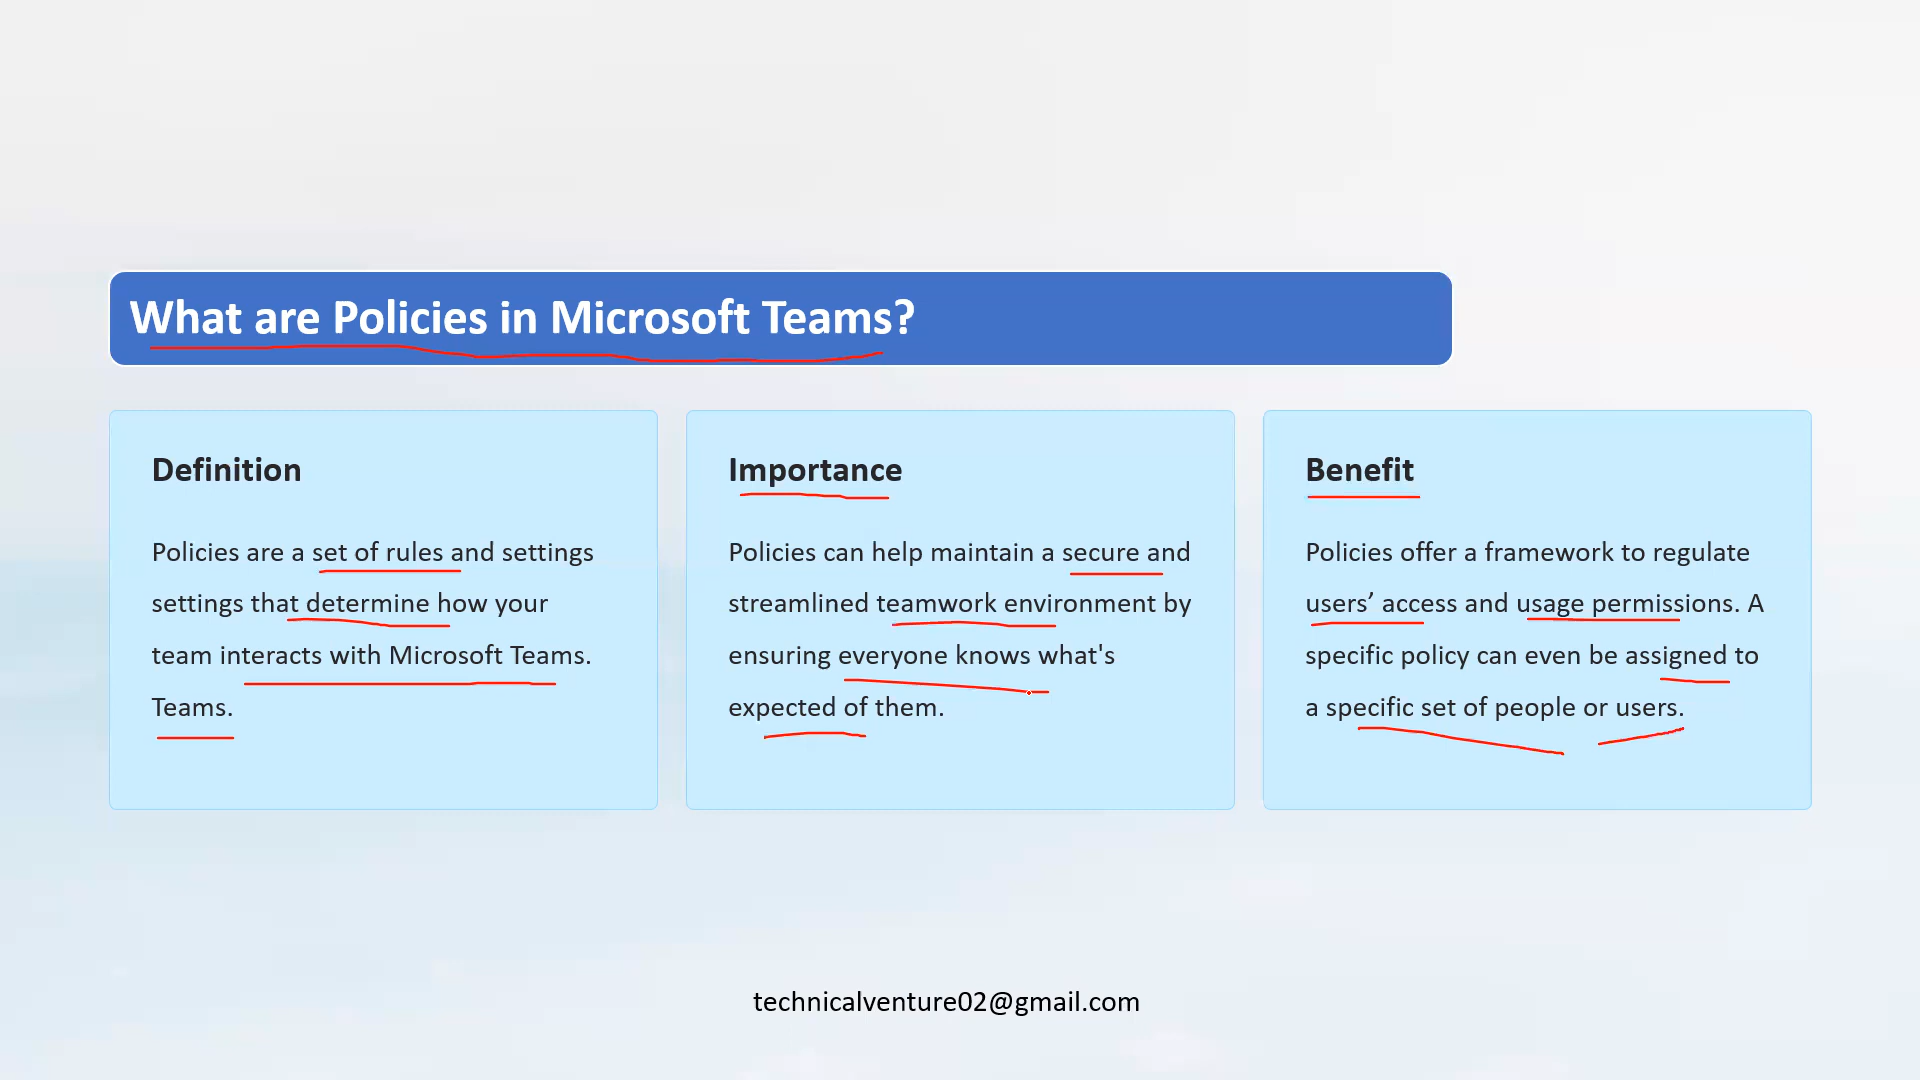 What are Policies in Microsoft Teams?
Definition
Policies are a set of rules and settings
settings that determine how your
team interacts with Microsoft Teams.
Teams.
Importance
Policies can help maintain a secure and
streamlined teamwork environment by
ensuring everyone knows what's
expected of them.
Benefit
Policies offer a framework to regulate
users’ access and usage permissions. A
specific policy can even be assigned to
a specific set of people or users.
technicalventure02@gmail.com